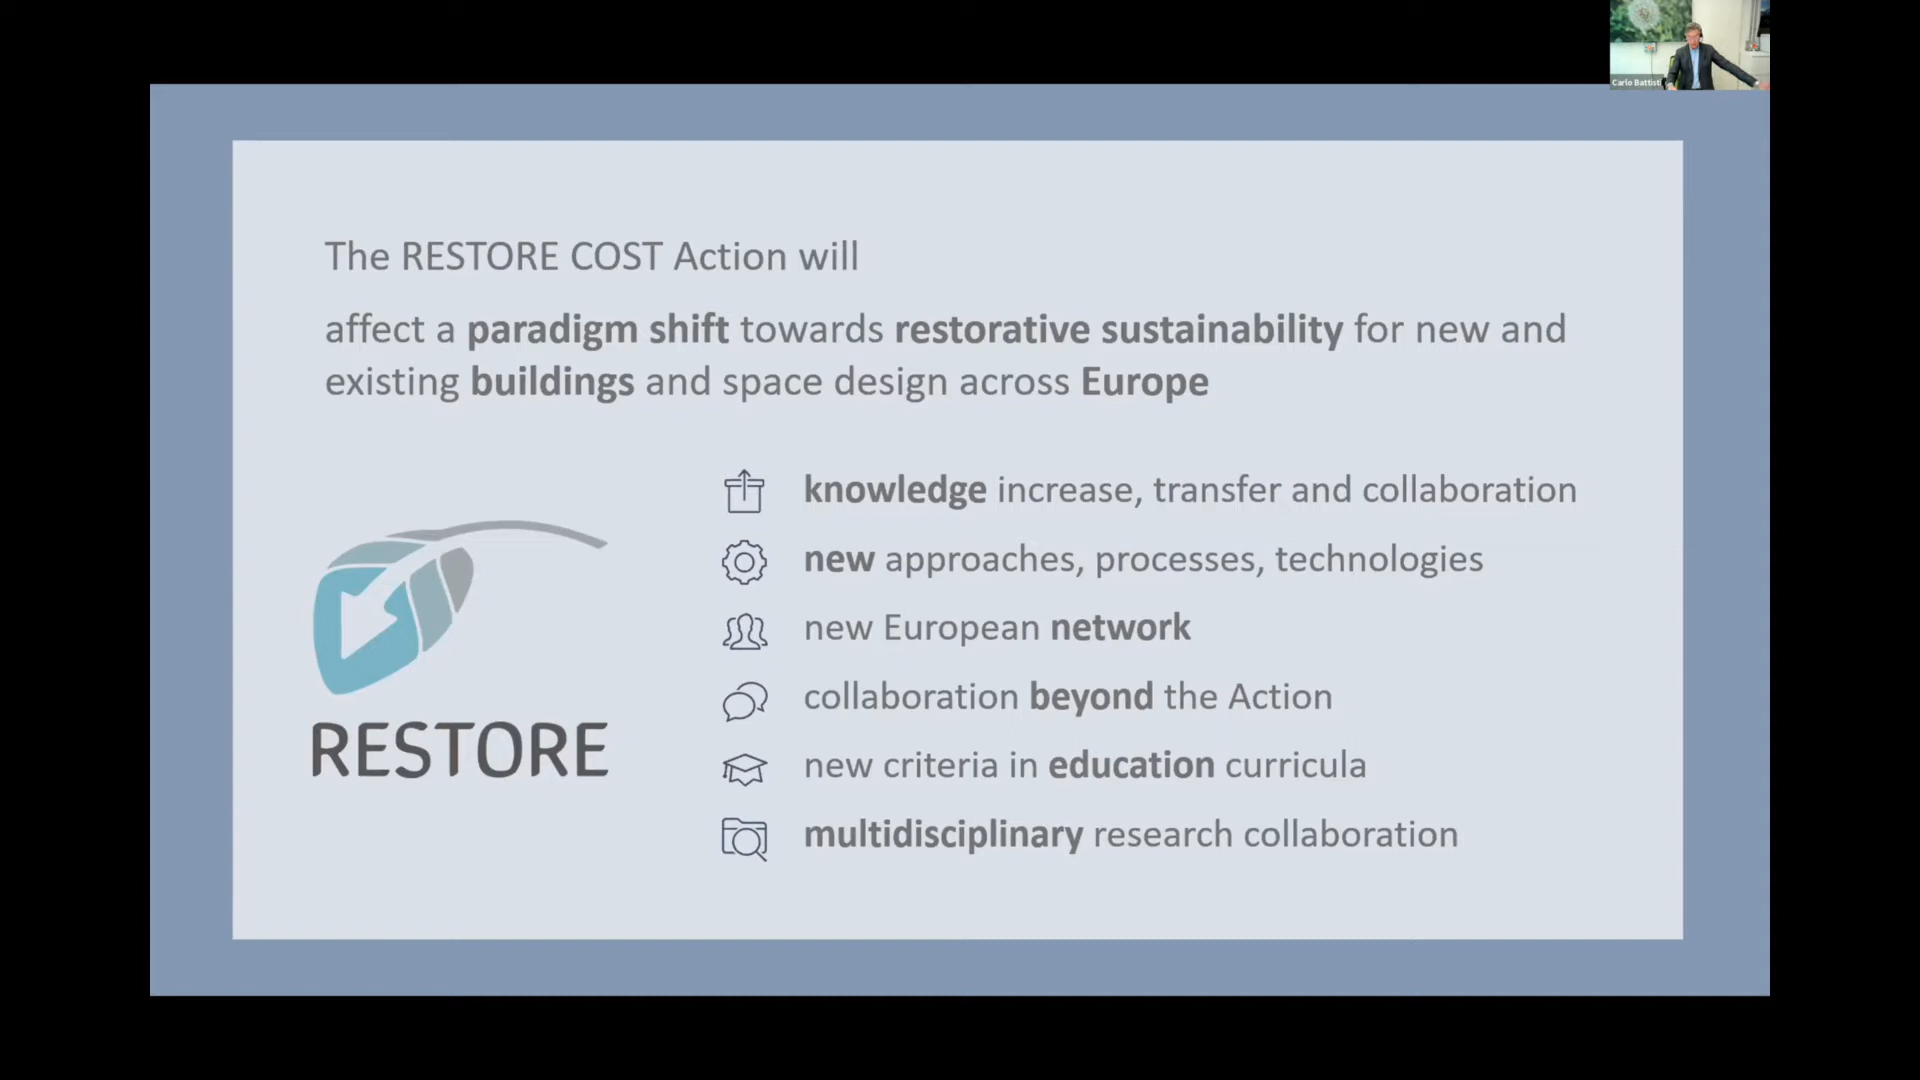 Carlo Battisti
The RESTORE COST Action will
affect a paradigm shift towards restorative sustainability for new and
existing buildings and space design across Europe
knowledge increase, transfer and collaboration
new approaches, processes, technologies
new European network
collaboration beyond the Action
new criteria in education curricula
multidisciplinary research collaboration
RESTORE